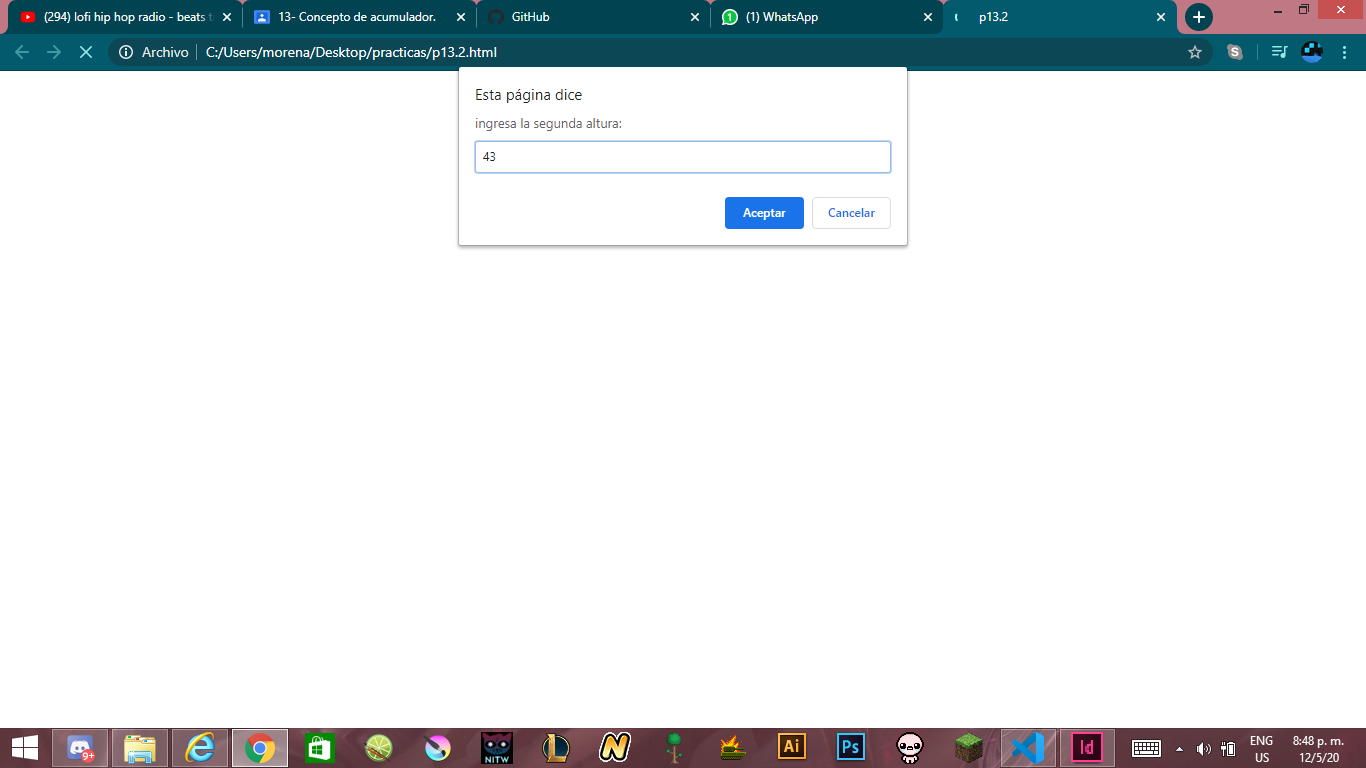 (294) lofi hip hop radio - beats t
13- Concepto de acumulador.
GitHub
(1) WhatsApp
p13.2
Archivo
C:/Users/morena/Desktop/practicas/p13.2.html
Esta página dice
ingresa la segunda altura:
43
Aceptar
Cancelar
9+
NITW
L
N
Ai
Ps
Id
ENG
US
8:48 p. m.
12/5/20